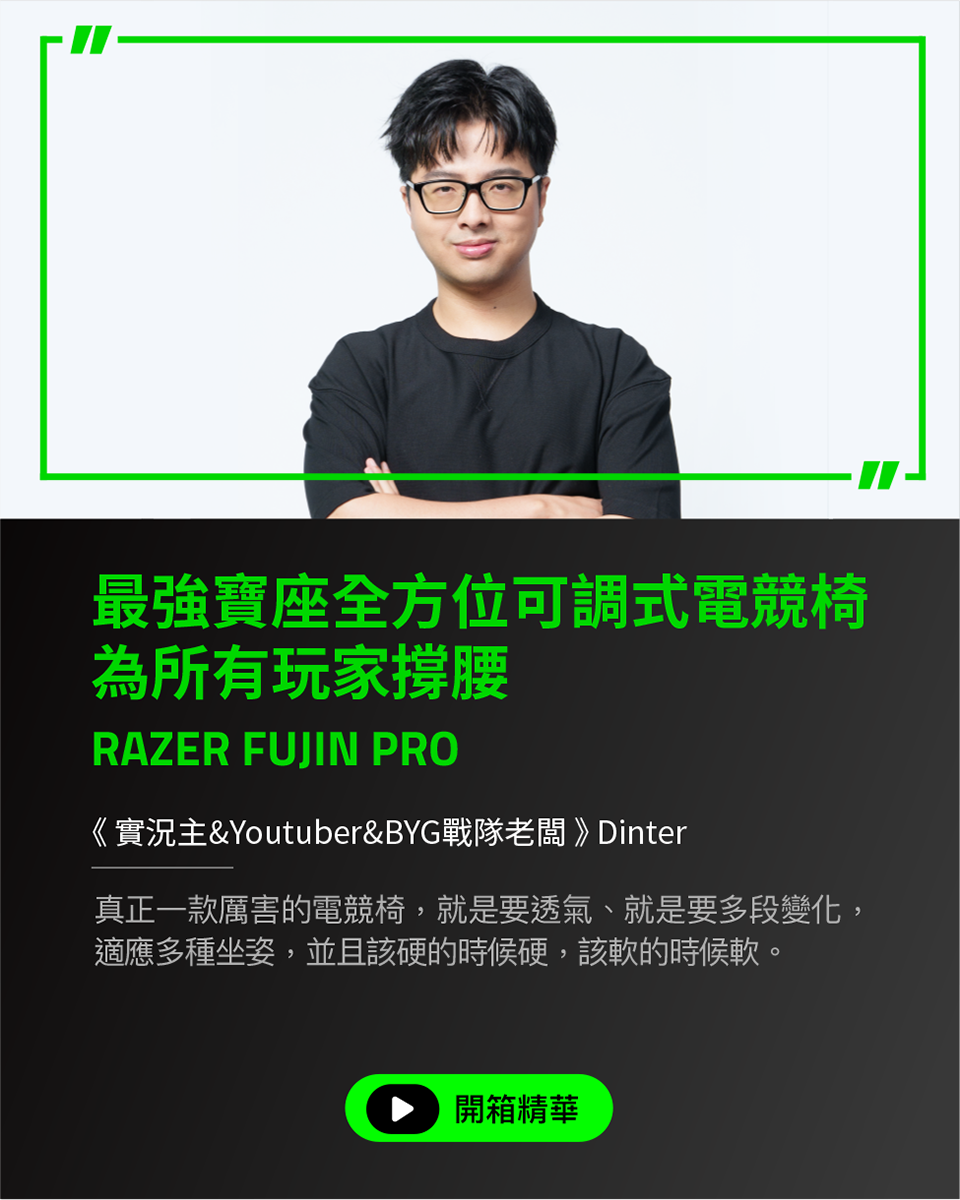 最強寶座全方位可調式電競椅
為所有玩家撐腰
RAZER FUJIN PRO
《 實況主&Youtuber&BYG戰隊老闆 》Dinter
真正一款厲害的電競椅，就是要透氣、就是要多段變化，
適應多種坐姿，並且該硬的時候硬，該軟的時候軟。
開箱精華